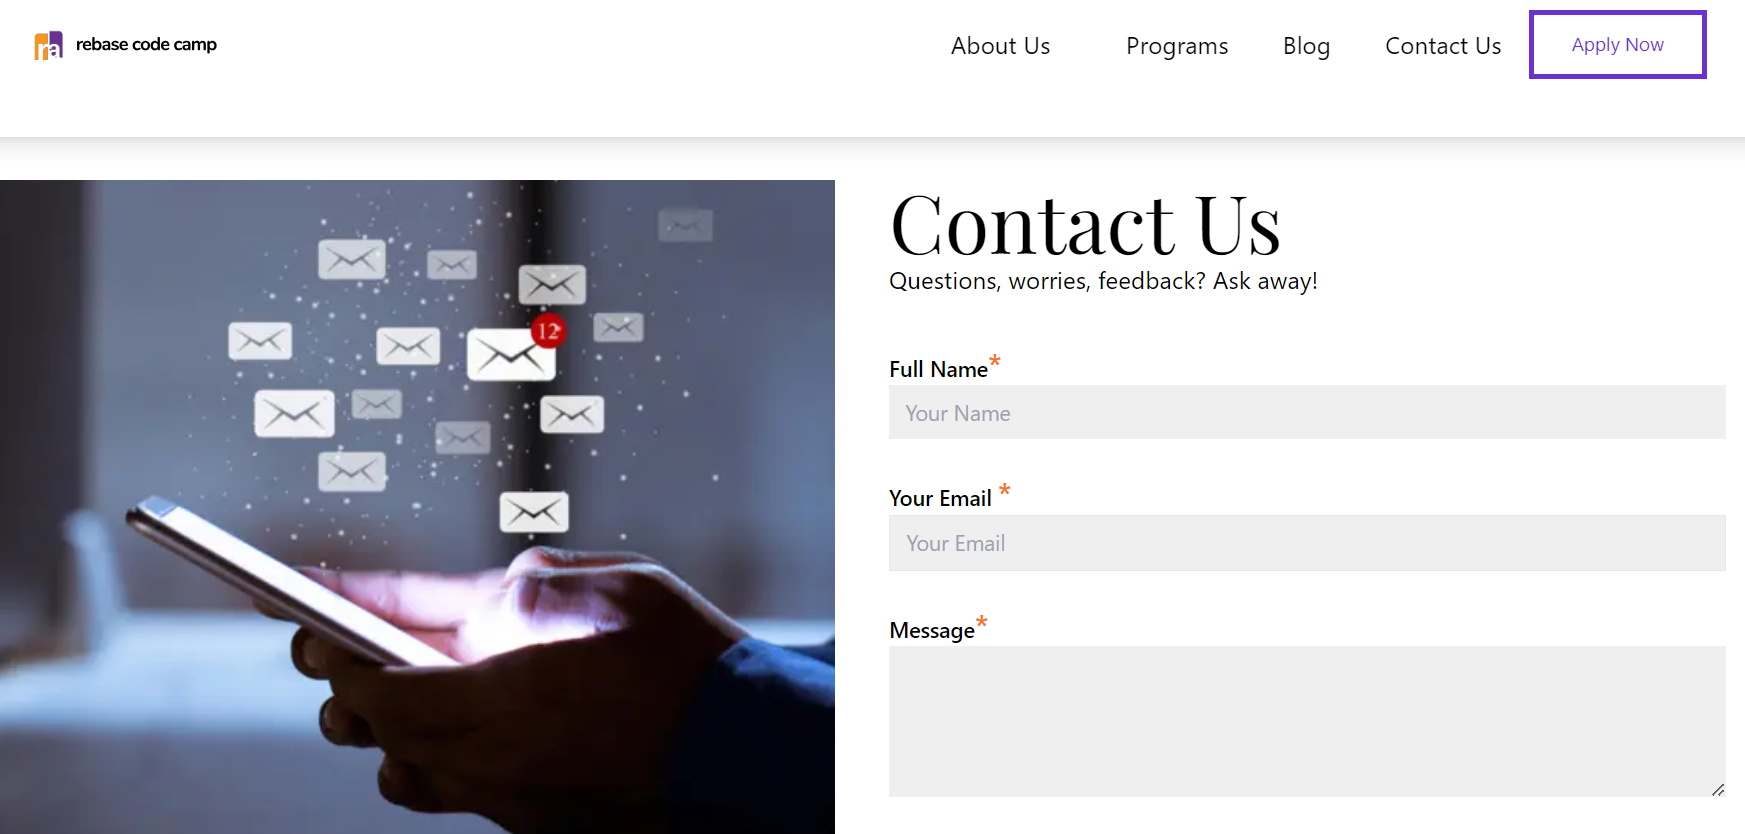 ra rebase code camp
About Us Programs Blog Contact Us Apply Now
12
Contact Us
Questions, worries, feedback? Ask away!
Full Name*
Your Name
Your Email *
Your Email
Message*